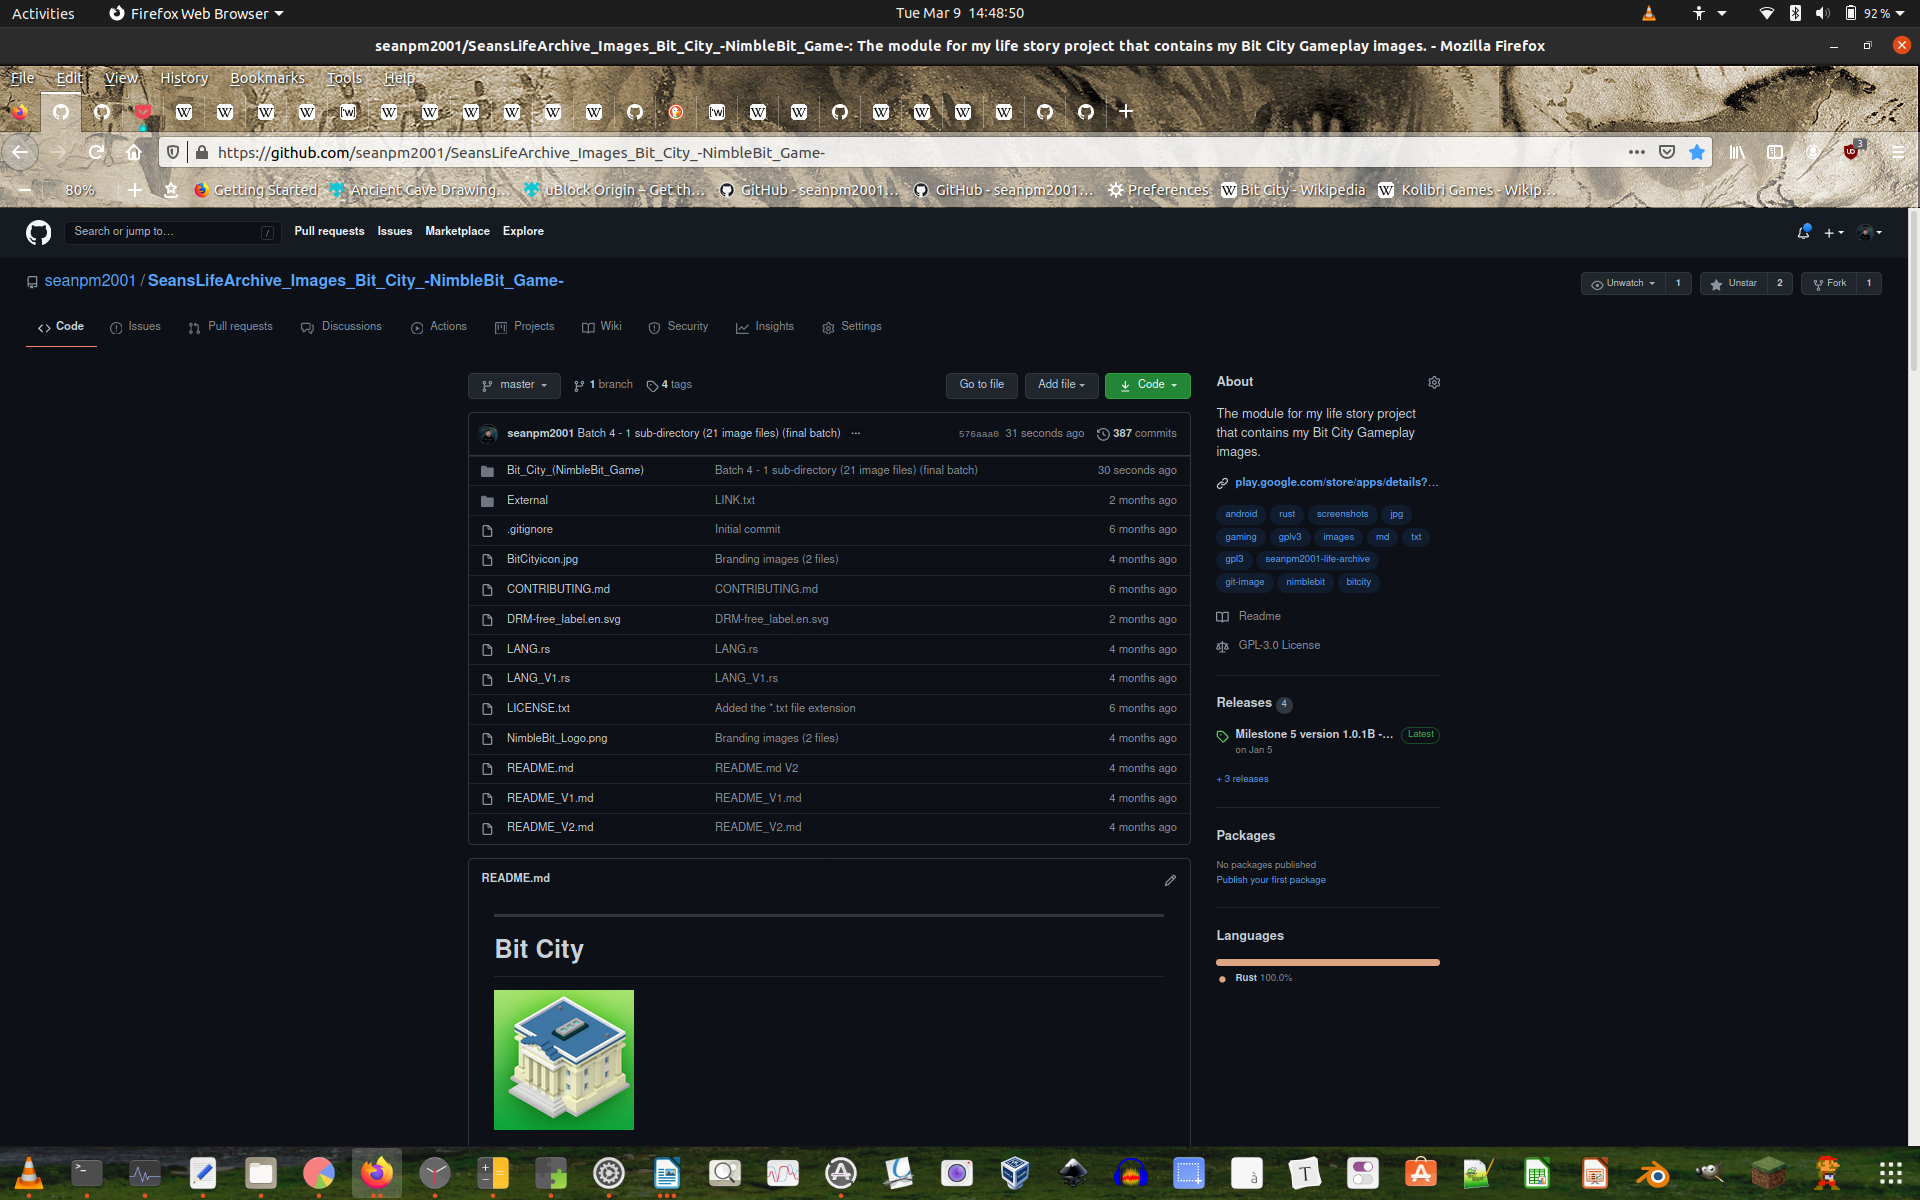 Activities Firefox Web Browser Tue Mar 9 14:48:50 92 %
seanpm2001/SeansLifeArchive_Images_Bit_City_-NimbleBit_Game-: The module for my life story project that contains my Bit City Gameplay images. - Mozilla Firefox
File Edit View History Bookmarks Tools Help
https://github.com/seanpm2001/SeansLifeArchive_Images_Bit_City_-NimbleBit_Game- 3
80% Getting Started Ancient Cave Drawing... uBlock Origin – Get th... GitHub - seanpm2001... GitHub - seanpm2001... Preferences Bit City - Wikipedia Kolibri Games - Wikip...
Search or jump to... / Pull requests Issues Marketplace Explore
seanpm2001 / SeansLifeArchive_Images_Bit_City_-NimbleBit_Game- Unwatch 1 Unstar 2 Fork 1
Code Issues Pull requests Discussions Actions Projects Wiki Security Insights Settings
master 1 branch 4 tags Go to file Add file Code
seanpm2001 Batch 4 - 1 sub-directory (21 image files) (final batch) ... 576aaa0 31 seconds ago 387 commits
Bit_City_(NimbleBit_Game) Batch 4 - 1 sub-directory (21 image files) (final batch) 30 seconds ago
External LINK.txt 2 months ago
.gitignore Initial commit 6 months ago
BitCityicon.jpg Branding images (2 files) 4 months ago
CONTRIBUTING.md CONTRIBUTING.md 6 months ago
DRM-free_label.en.svg DRM-free_label.en.svg 2 months ago
LANG.rs LANG.rs 4 months ago
LANG_V1.rs LANG_V1.rs 4 months ago
LICENSE.txt Added the *.txt file extension 6 months ago
NimbleBit_Logo.png Branding images (2 files) 4 months ago
README.md README.md V2 4 months ago
README_V1.md README_V1.md 4 months ago
README_V2.md README_V2.md 4 months ago
README.md
Bit City
About
The module for my life story project
that contains my Bit City Gameplay
images.
play.google.com/store/apps/details?...
android rust screenshots jpg
gaming gplv3 images md txt
gpl3 seanpm2001-life-archive
git-image nimblebit bitcity
Readme
GPL-3.0 License
Releases 4
Milestone 5 version 1.0.1B -... Latest
on Jan 5
+ 3 releases
Packages
No packages published
Publish your first package
Languages
Rust 100.0%